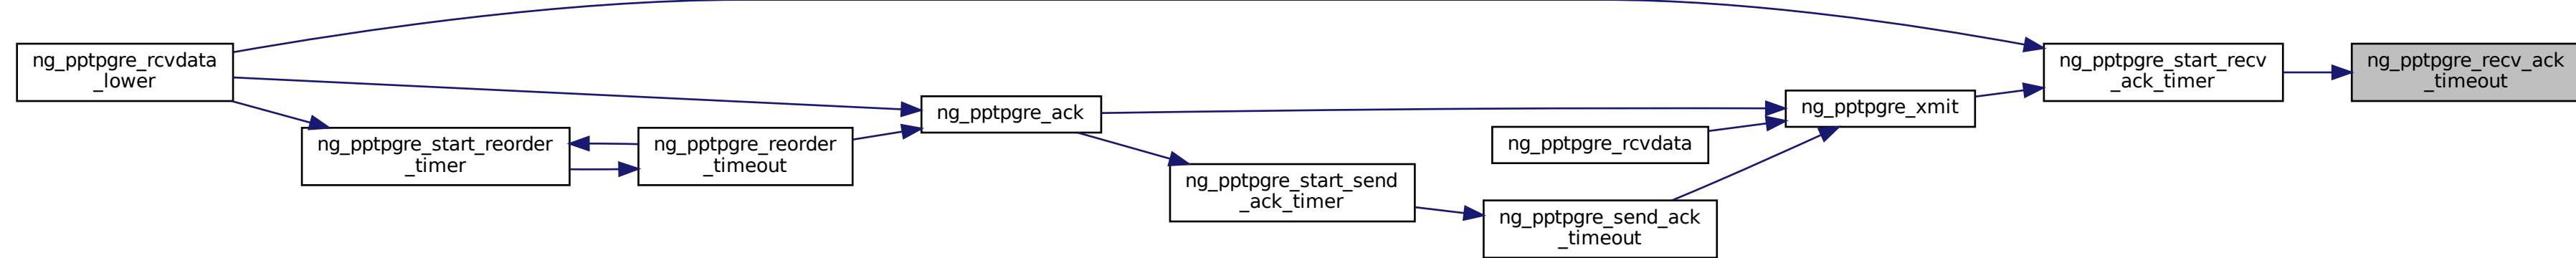 ng_pptpgre_rcvdata
_lower
ng_pptpgre_start_reorder
_timer
ng_pptpgre_reorder
_timeout
ng_pptpgre_ack
ng_pptpgre_start_send
_ack_timer
ng_pptpgre_rcvdata
ng_pptpgre_send_ack
_timeout
ng_pptpgre_xmit
ng_pptpgre_start_recv
_ack_timer
ng_pptpgre_recv_ack
_timeout